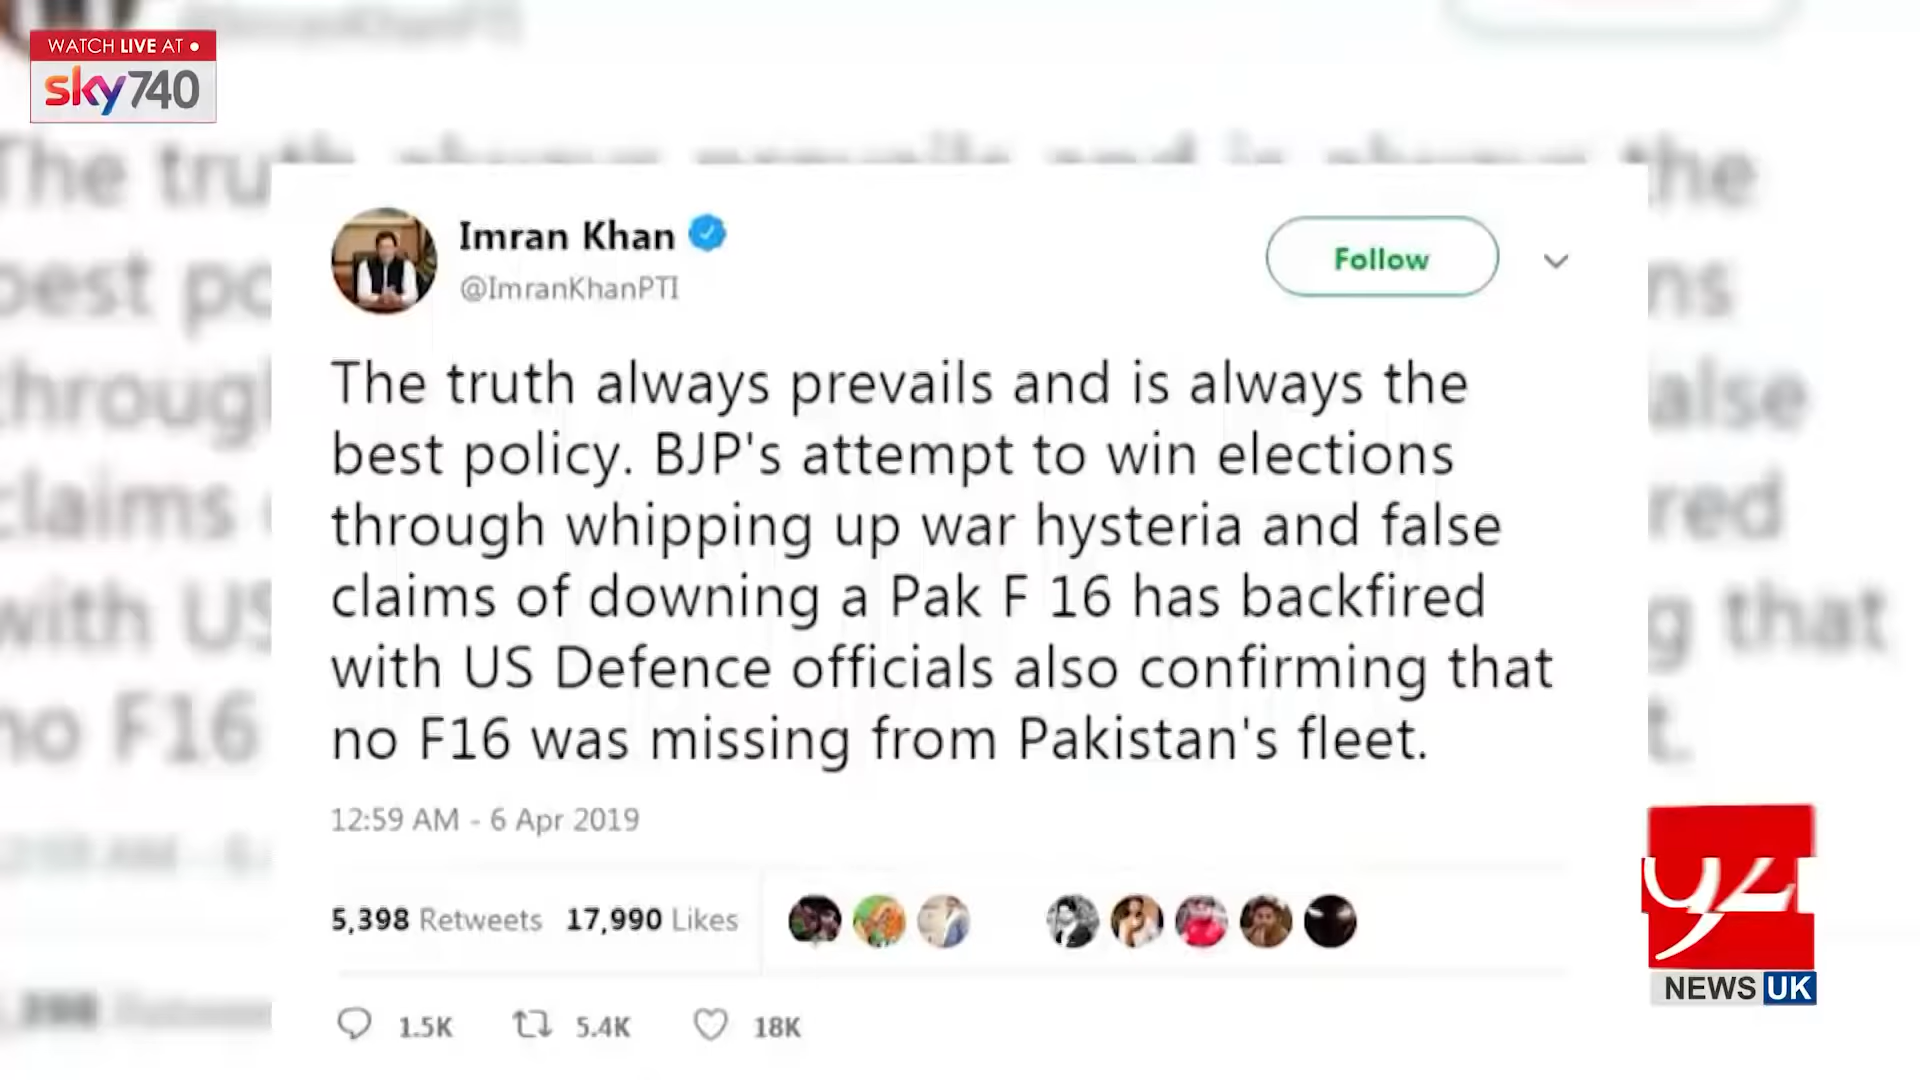 WATCH LIVE AT
sky740
Imran Khan
@ImranKhanPTI
Follow
The truth always prevails and is always the
best policy. BJP's attempt to win elections
through whipping up war hysteria and false
claims of downing a Pak F 16 has backfired
with US Defence officials also confirming that
no F16 was missing from Pakistan's fleet.
12:59 AM - 6 Apr 2019
5,398 Retweets 17,990 Likes
1.5K 5.4K 18K
92
NEWS UK